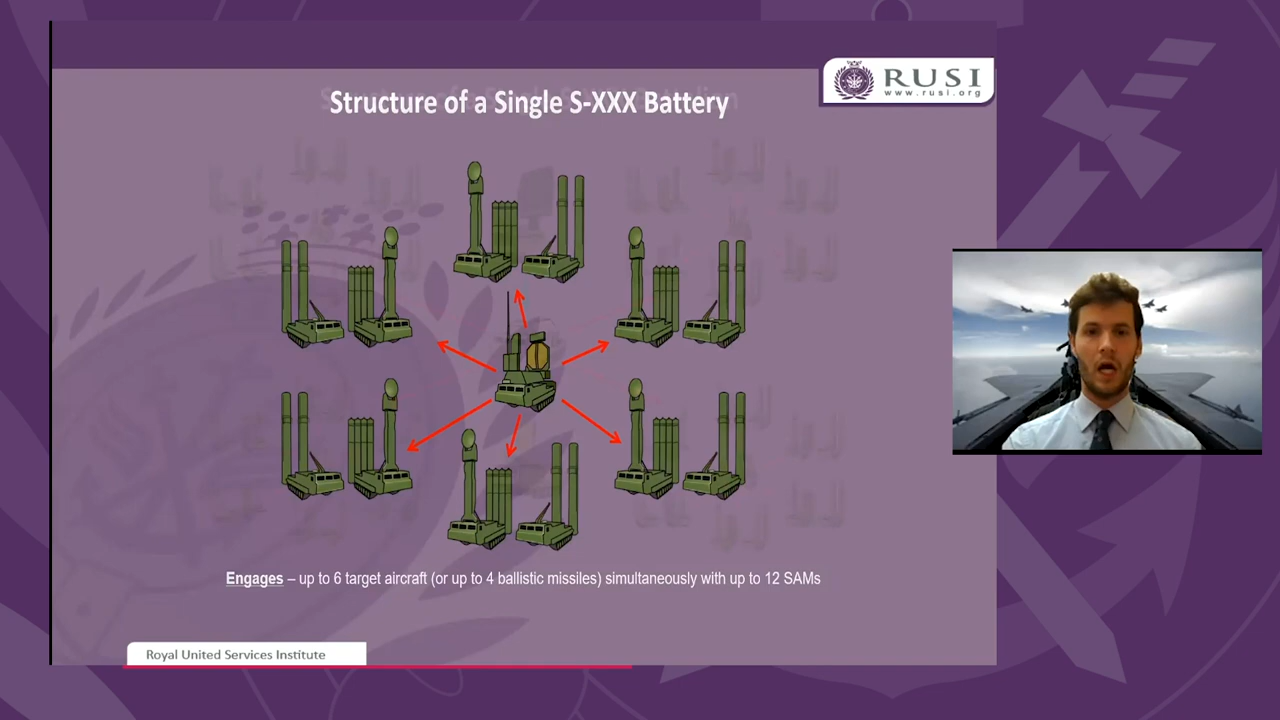 Structure of a Single S-XXX Battery
RUSI
www.rusi.org
Engages – up to 6 target aircraft (or up to 4 ballistic missiles) simultaneously with up to 12 SAMs
Royal United Services Institute